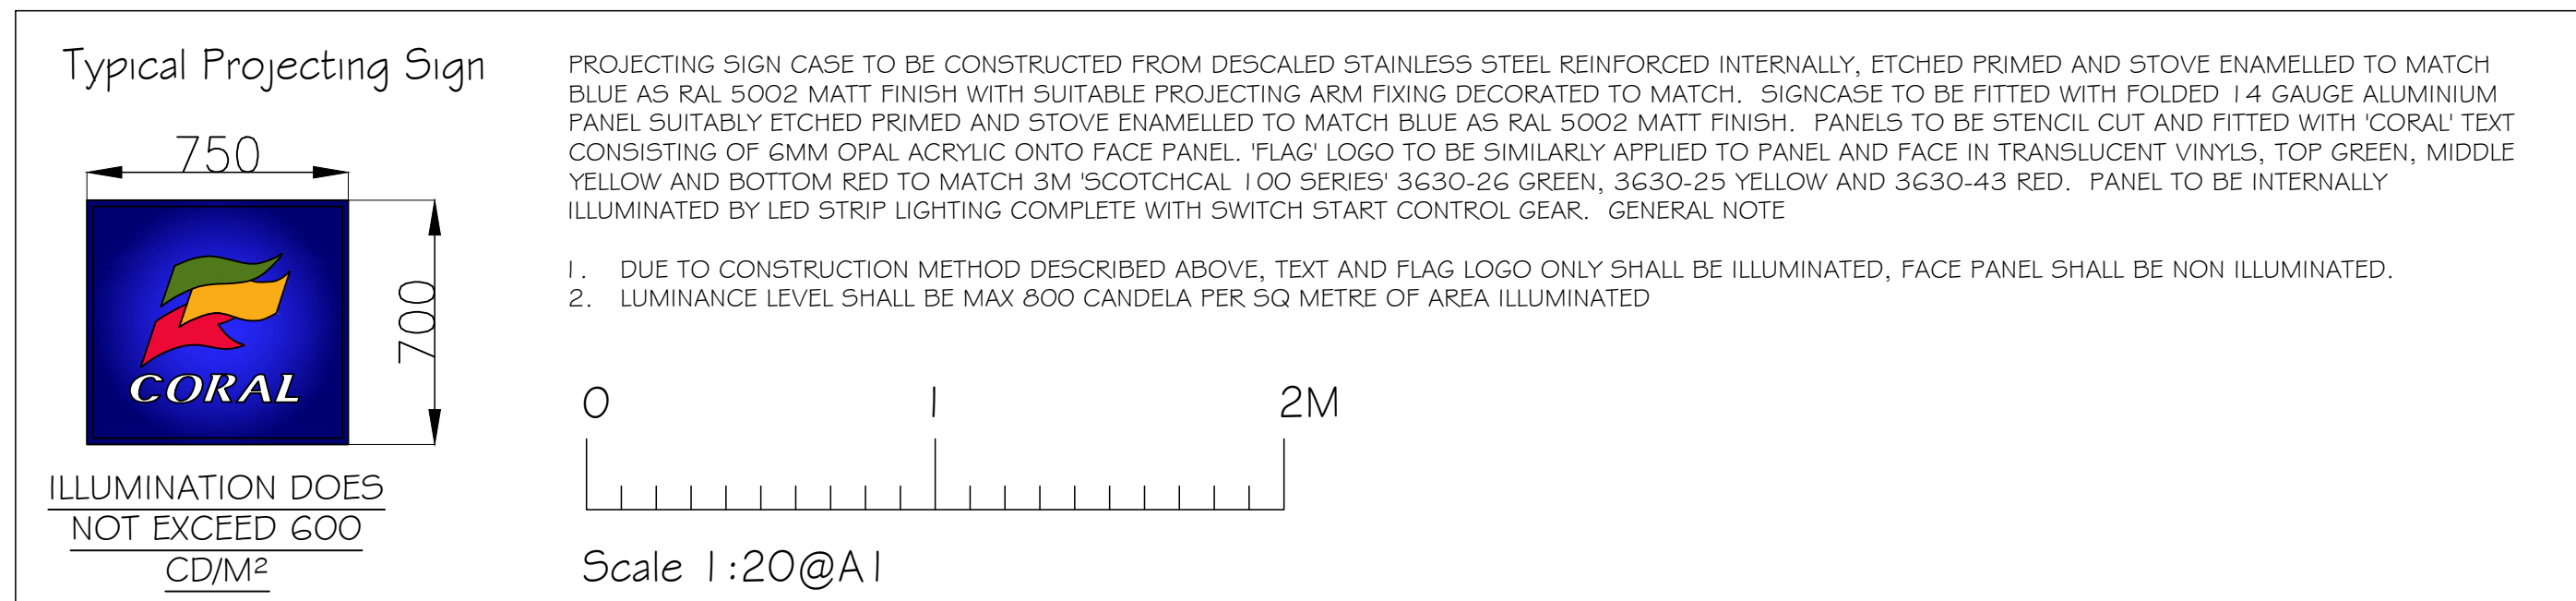 Typical Projecting Sign
750
700
CORAL
ILLUMINATION DOES
NOT EXCEED 600
CD/M²
PROJECTING SIGN CASE TO BE CONSTRUCTED FROM DESCALED STAINLESS STEEL REINFORCED INTERNALLY, ETCHED PRIMED AND STOVE ENAMELLED TO MATCH
BLUE AS RAL 5002 MATT FINISH WITH SUITABLE PROJECTING ARM FIXING DECORATED TO MATCH. SIGNCASE TO BE FITTED WITH FOLDED 14 GAUGE ALUMINIUM
PANEL SUITABLY ETCHED PRIMED AND STOVE ENAMELLED TO MATCH BLUE AS RAL 5002 MATT FINISH. PANELS TO BE STENCIL CUT AND FITTED WITH 'CORAL' TEXT
CONSISTING OF 6MM OPAL ACRYLIC ONTO FACE PANEL. 'FLAG' LOGO TO BE SIMILARLY APPLIED TO PANEL AND FACE IN TRANSLUCENT VINYLS, TOP GREEN, MIDDLE
YELLOW AND BOTTOM RED TO MATCH 3M 'SCOTCHCAL 100 SERIES' 3630-26 GREEN, 3630-25 YELLOW AND 3630-43 RED. PANEL TO BE INTERNALLY
ILLUMINATED BY LED STRIP LIGHTING COMPLETE WITH SWITCH START CONTROL GEAR. GENERAL NOTE
1. DUE TO CONSTRUCTION METHOD DESCRIBED ABOVE, TEXT AND FLAG LOGO ONLY SHALL BE ILLUMINATED, FACE PANEL SHALL BE NON ILLUMINATED.
2. LUMINANCE LEVEL SHALL BE MAX 800 CANDELA PER SQ METRE OF AREA ILLUMINATED
0 1 2M
Scale 1:20@A1